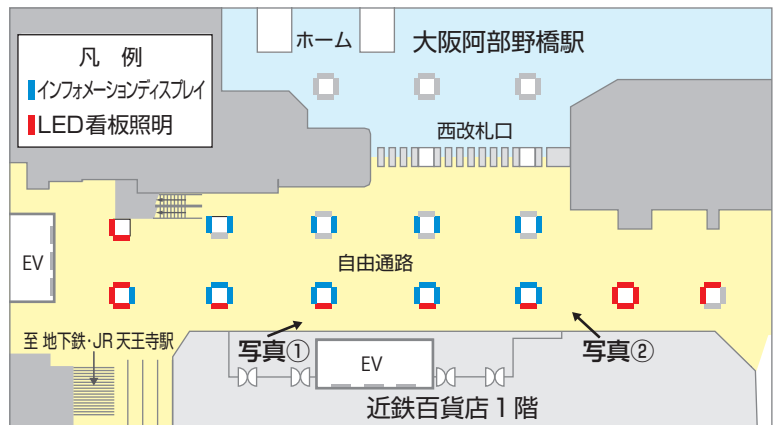 凡 例
インフォメーションディスプレイ
LED看板照明
ホーム
大阪阿部野橋駅
西改札口
EV
自由通路
至 地下鉄・JR 天王寺駅
写真①
EV
写真②
近鉄百貨店1階